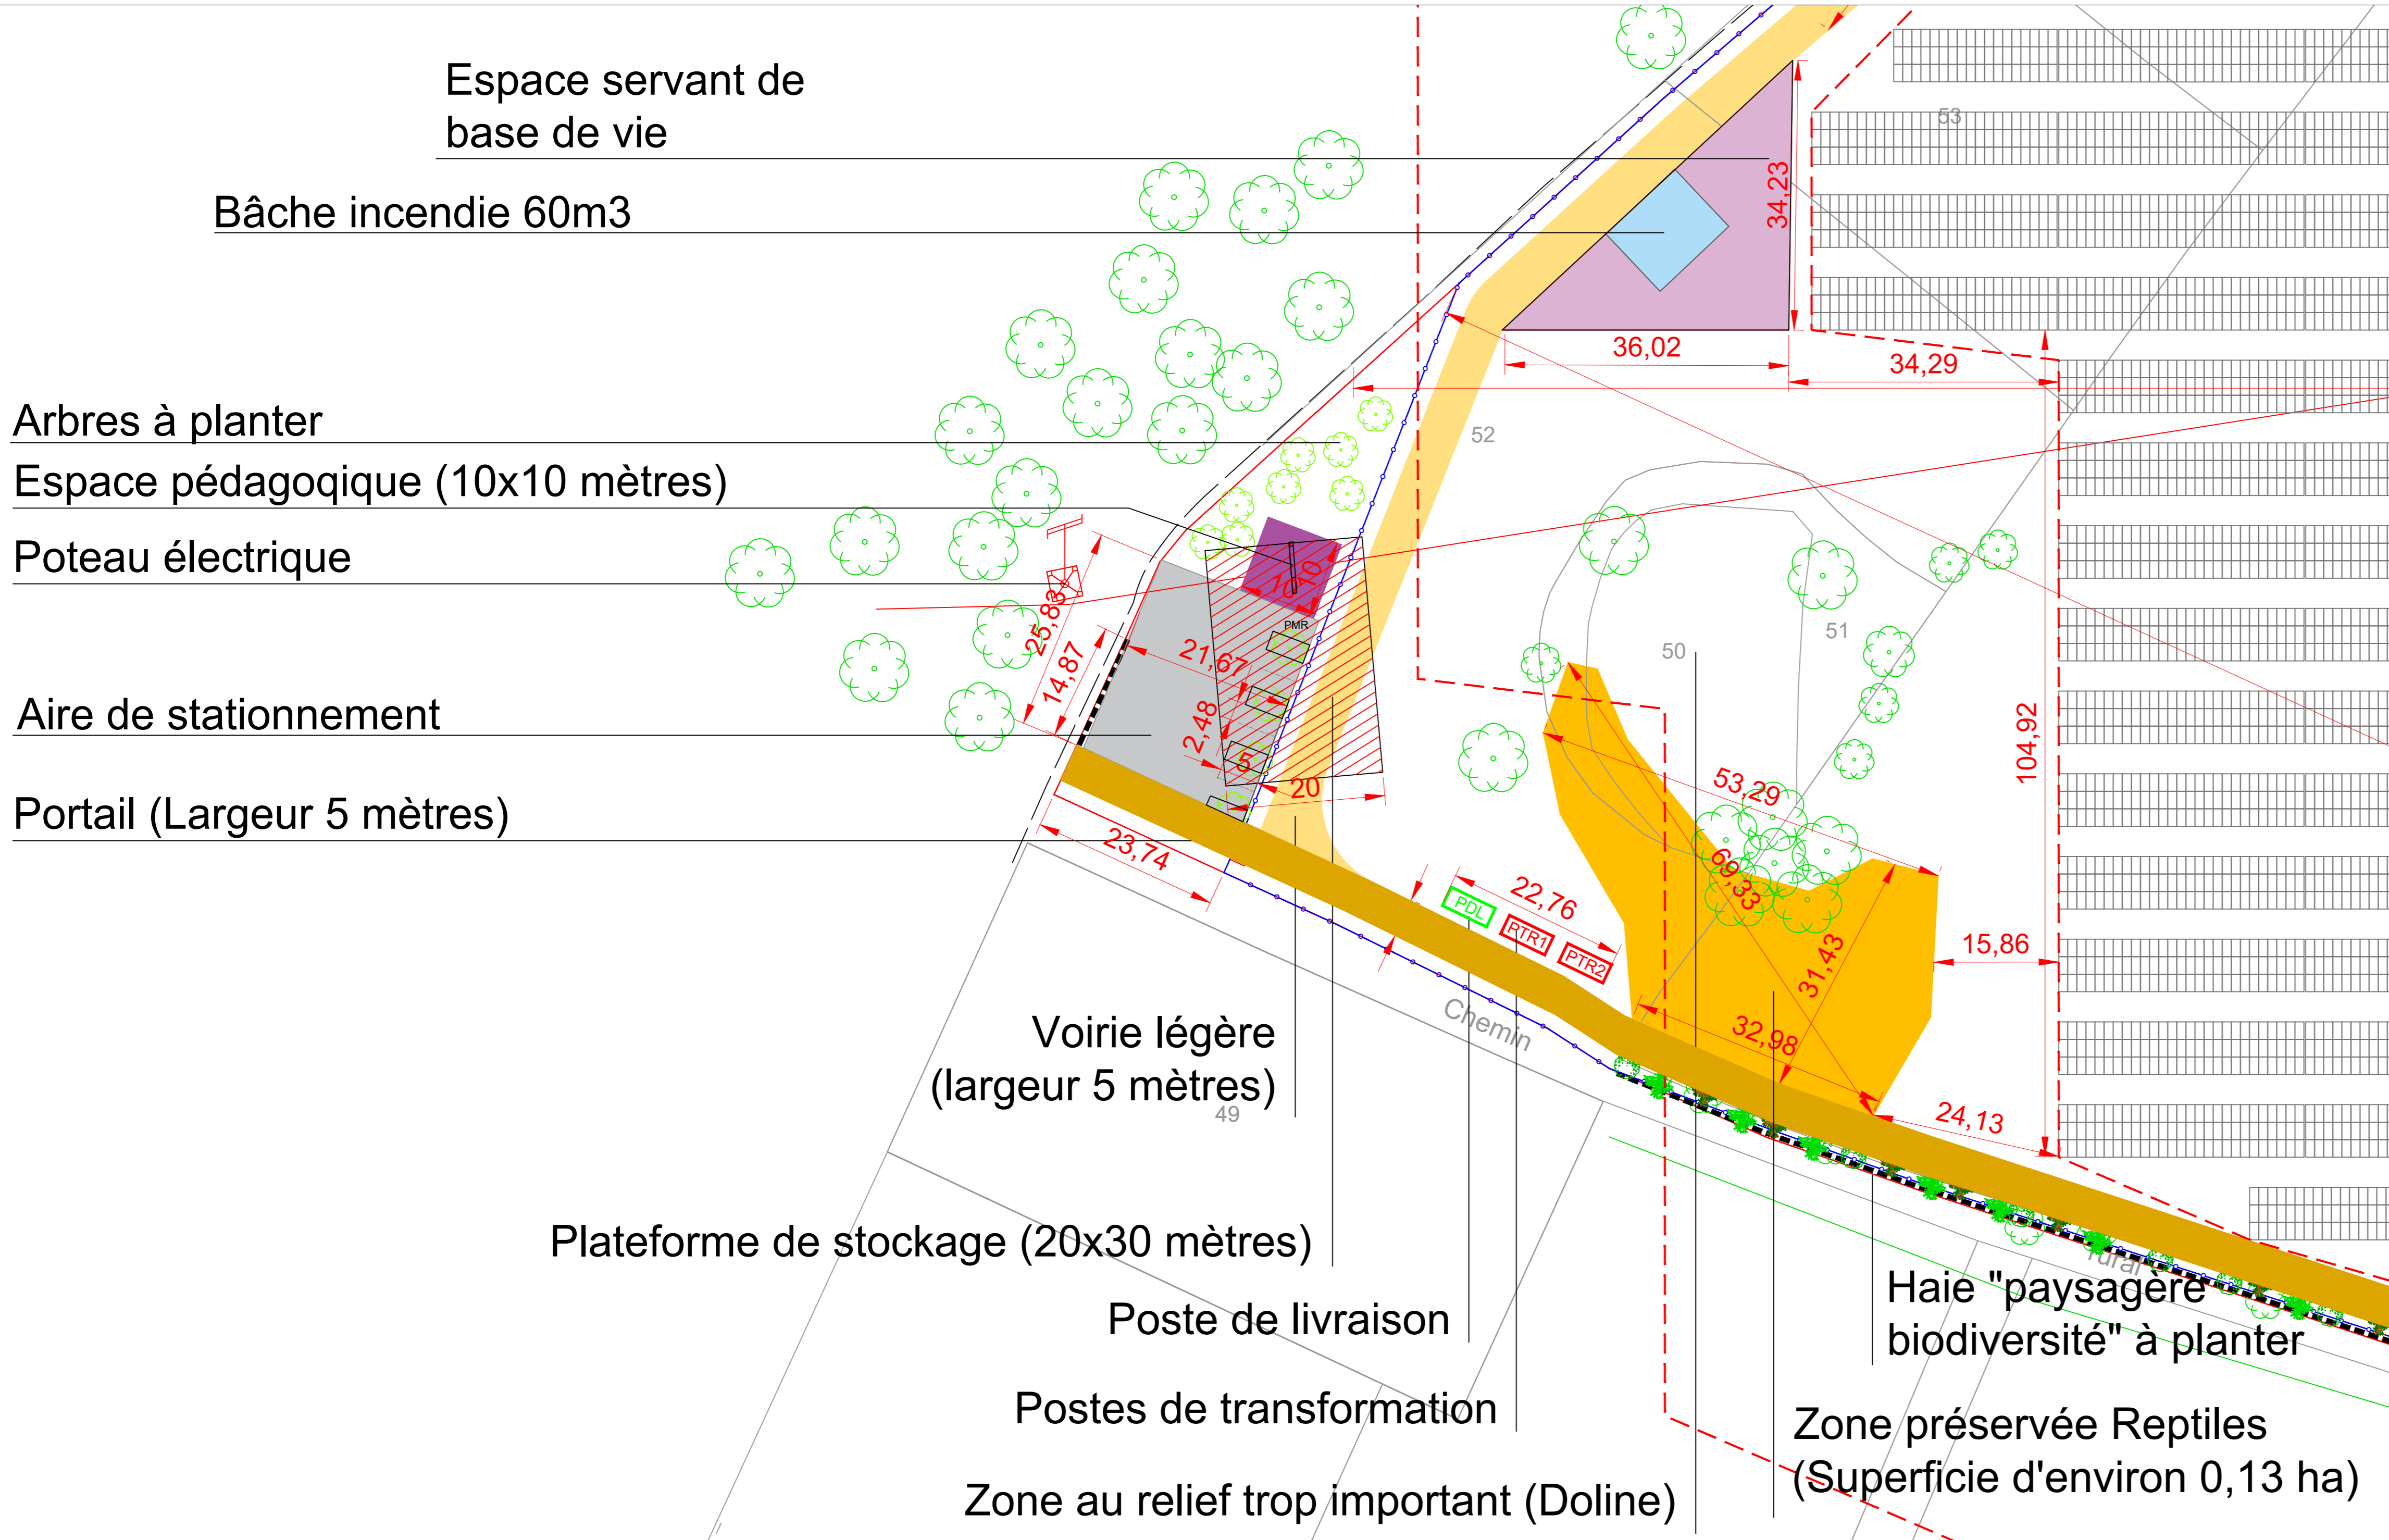 Espace servant de
base de vie
53
Bâche incendie 60m3
34,23
36,02
34,29
Arbres à planter
52
Espace pédagoqique (10x10 mètres)
Poteau électrique
10
10
25,83
PMR
51
50
21,67
14,87
Aire de stationnement
2,48
5
20
104,92
53,29
Portail (Largeur 5 mètres)
23,74
69,33
22,76
PDL
PTR1
PTR2
31,43
15,86
Chemin
32,98
Voirie légère
(largeur 5 mètres)
49
24,13
Plateforme de stockage (20x30 mètres)
rural
Haie "paysagère
biodiversité" à planter
Poste de livraison
Postes de transformation
Zone préservée Reptiles
(Superficie d'environ 0,13 ha)
Zone au relief trop important (Doline)